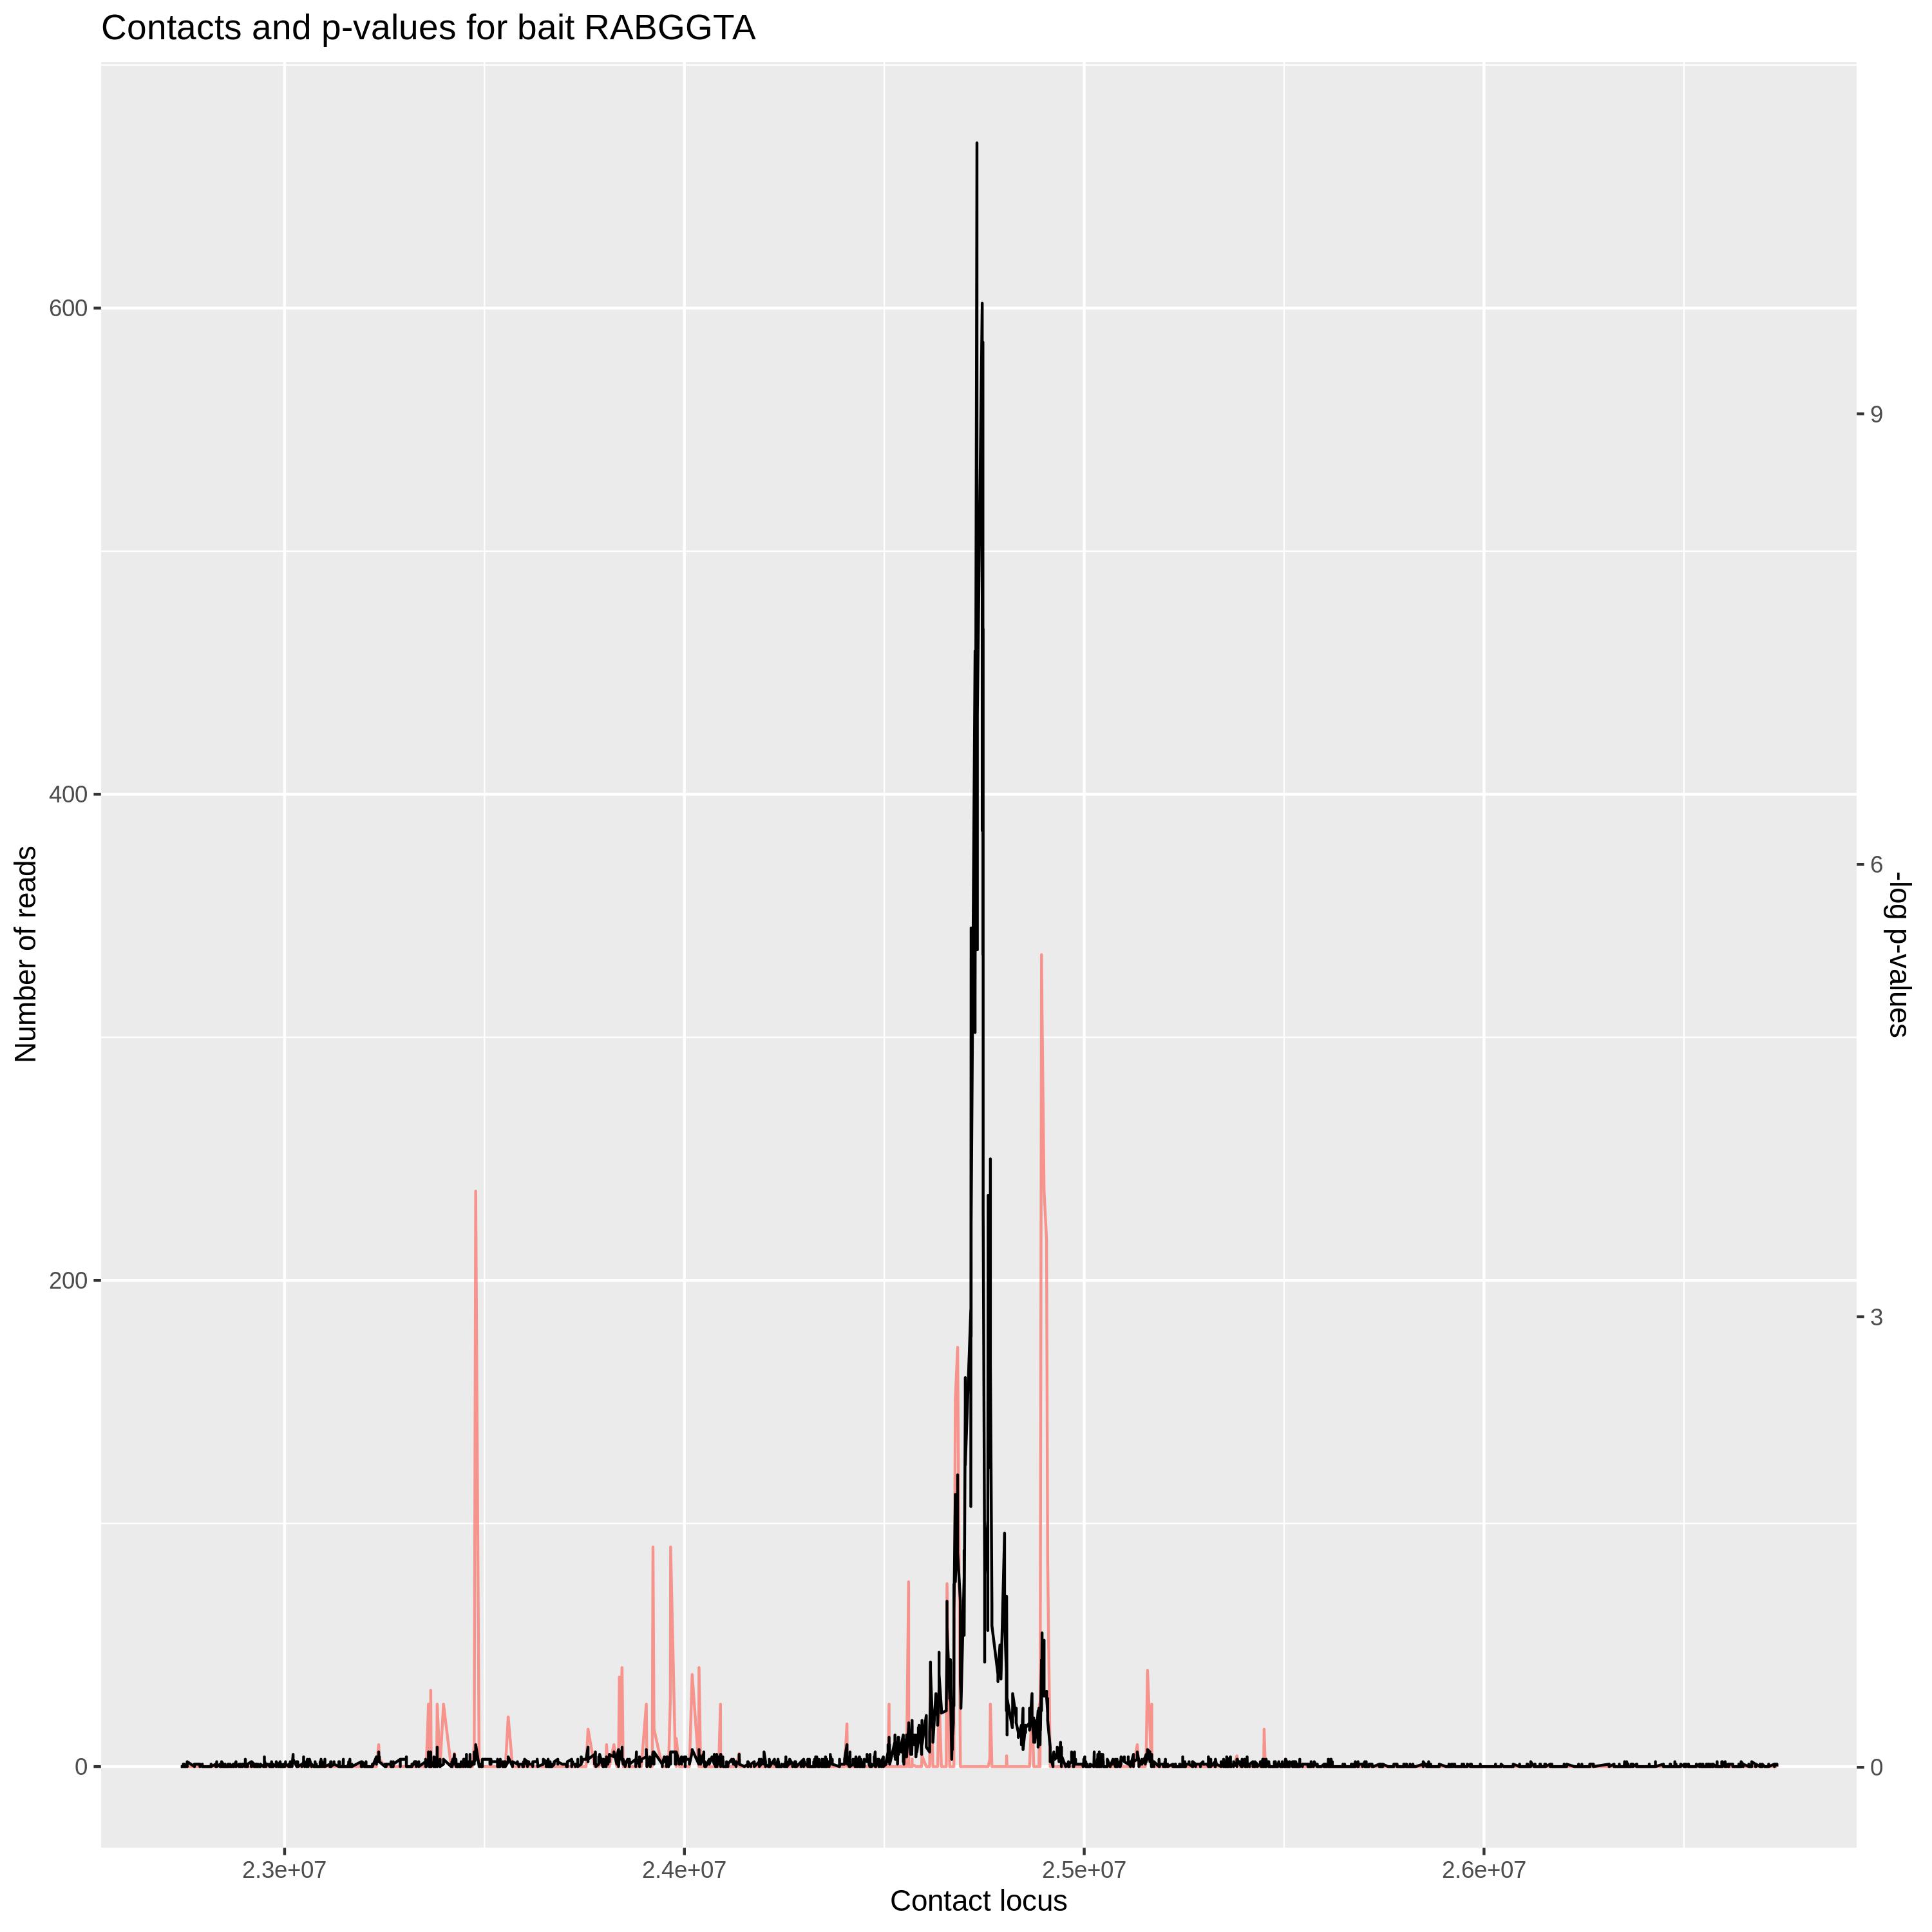 Contacts and p-values for bait RABGGTA
600
400
200
0
Number of reads
9
6
3
0
-log p-values
2.3e+07
2.4e+07
2.5e+07
2.6e+07
Contact locus